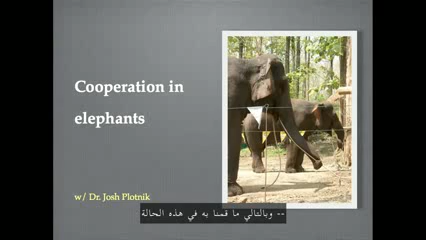 Cooperation in
elephants
w/ Dr. Josh Plotnik
-- وبالتالي ما قمنا به في هذه الحالة